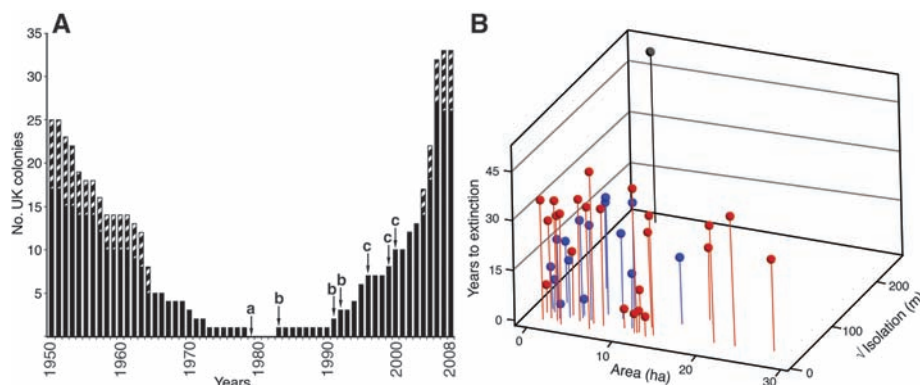 A
No. UK colonies
35
30
25
20
15
10
5
a
b
b
b
c
c
c
1950
1960
1970
1980
1990
2000
2008
Years
B
Years to extinction
45
30
15
0
0
10
20
30
Area (ha)
0
100
200
√ Isolation (m)